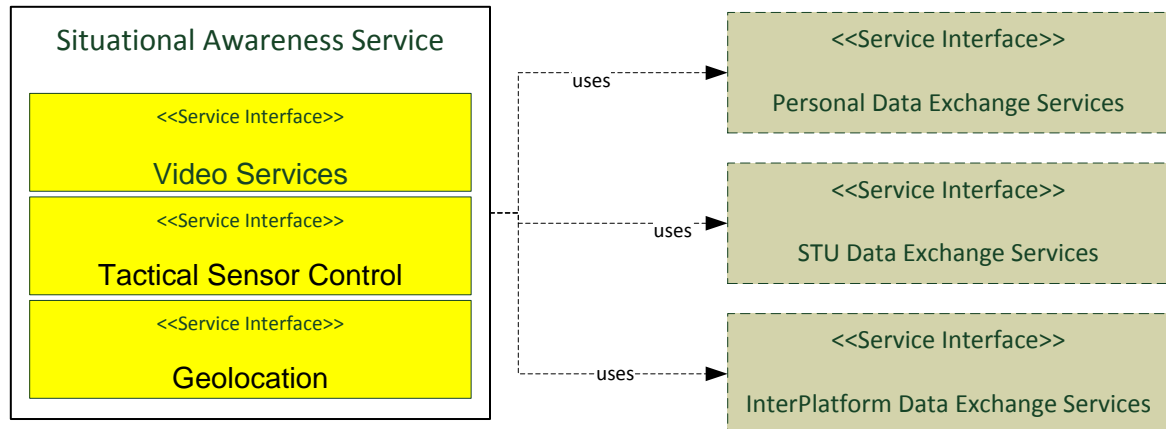 Situational Awareness Service
<<Service Interface>>
Video Services
<<Service Interface>>
Tactical Sensor Control
<<Service Interface>>
Geolocation
uses
uses
uses
<<Service Interface>>
Personal Data Exchange Services
<<Service Interface>>
STU Data Exchange Services
<<Service Interface>>
InterPlatform Data Exchange Services